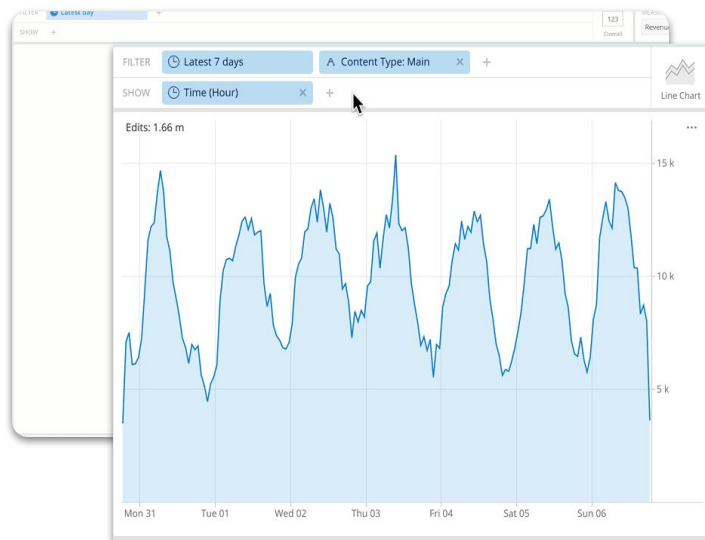 FILTER Latest day
SHOW +
123
Overall
Revenu
FILTER Latest 7 days A Content Type: Main × +
SHOW Time (Hour) × +
Line Chart
Edits: 1.66 m
...
15 k
10 k
5 k
Mon 31 Tue 01 Wed 02 Thu 03 Fri 04 Sat 05 Sun 06